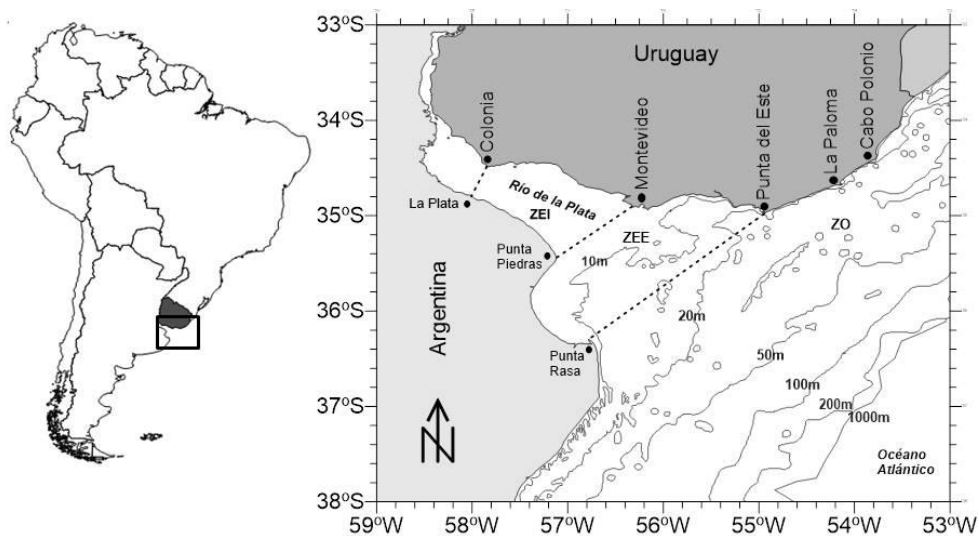 33ºS
34ºS
35ºS
36ºS
37ºS
38ºS
59ºW
58ºW
57ºW
56ºW
55ºW
54ºW
53ºW
Uruguay
Colonia
Montevideo
Punta del Este
La Paloma
Cabo Polonio
La Plata
Río de la Plata
ZEI
ZEE
ZO
Punta
Piedras
10m
Argentina
20m
Punta
Rasa
50m
100m
200m
1000m
Océano
Atlántico
N